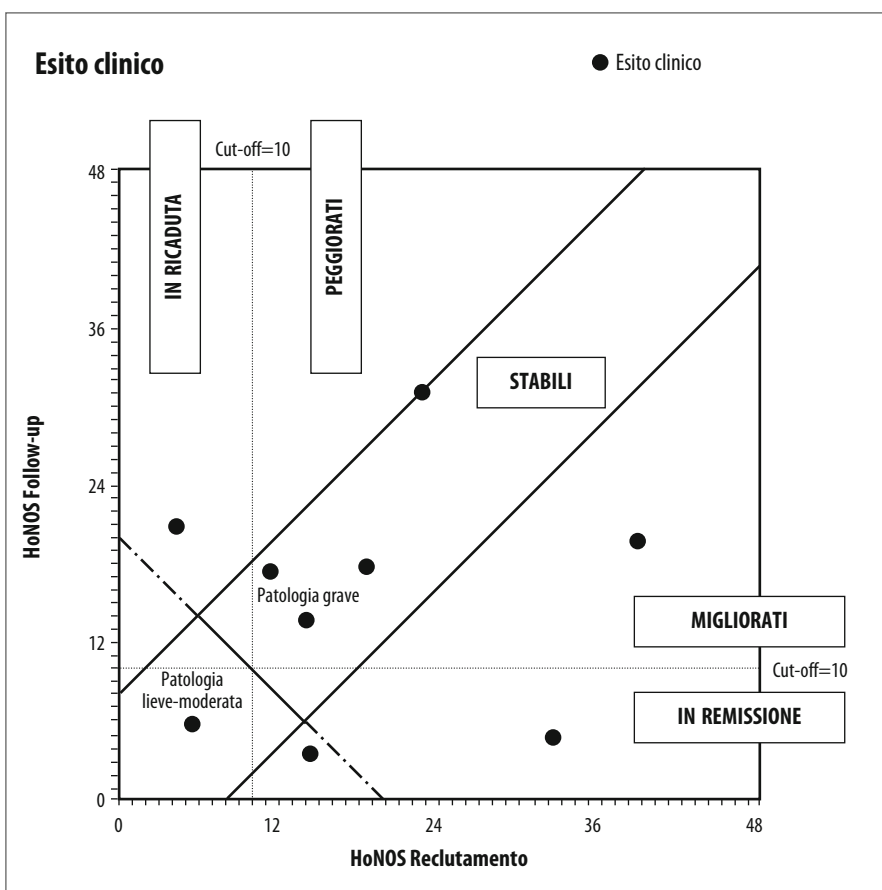 Esito clinico
Esito clinico
Cut-off=10
48
IN RICADUTA
PEGGIORATI
36
STABILI
24
HoNOS Follow-up
Patologia grave
12
MIGLIORATI
Cut-off=10
Patologia
lieve-moderata
IN REMISSIONE
0
0
12
24
36
48
HoNOS Reclutamento